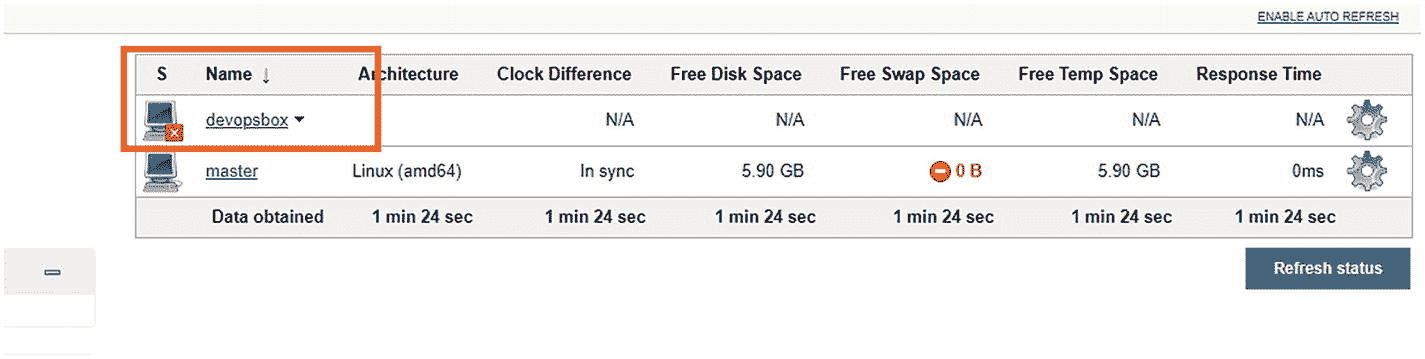 ENABLE AUTO REFRESH
S Name ↓ Architecture Clock Difference Free Disk Space Free Swap Space Free Temp Space Response Time
devopsbox N/A N/A N/A N/A N/A
master Linux (amd64) In sync 5.90 GB 0 B 5.90 GB 0ms
Data obtained 1 min 24 sec 1 min 24 sec 1 min 24 sec 1 min 24 sec 1 min 24 sec 1 min 24 sec
Refresh status